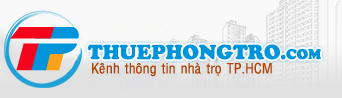 THUEPHONGTRO.COM
Kênh thông tin nhà trọ TP.HCM